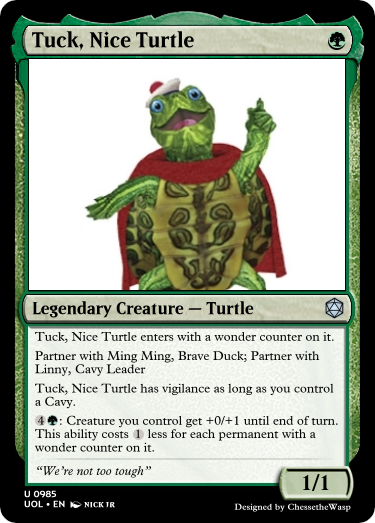 Tuck, Nice Turtle
Legendary Creature — Turtle
Tuck, Nice Turtle enters with a wonder counter on it.
Partner with Ming Ming, Brave Duck; Partner with
Linny, Cavy Leader
Tuck, Nice Turtle has vigilance as long as you control
a Cavy.
4: Creature you control get +0/+1 until end of turn.
This ability costs 1 less for each permanent with a
wonder counter on it.
“We're not too tough”
1/1
U 0985
UOL • EN NICK JR
Designed by ChessetheWasp